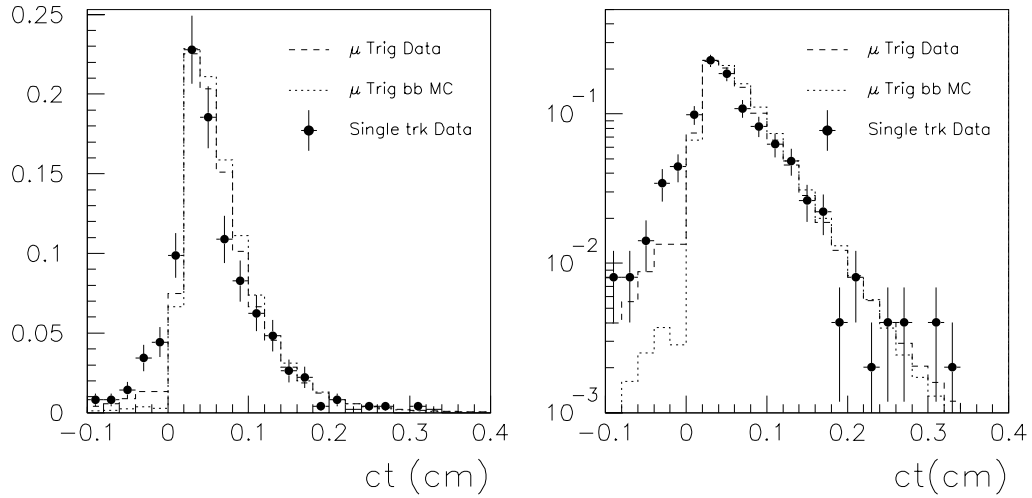 0.25
0.2
0.15
0.1
0.05
0
-0.1 0 0.1 0.2 0.3 0.4
ct (cm)
μ Trig Data
μ Trig bb MC
Single trk Data
10⁻¹
10⁻²
10⁻³
-0.1 0 0.1 0.2 0.3 0.4
ct(cm)
μ Trig Data
μ Trig bb MC
Single trk Data